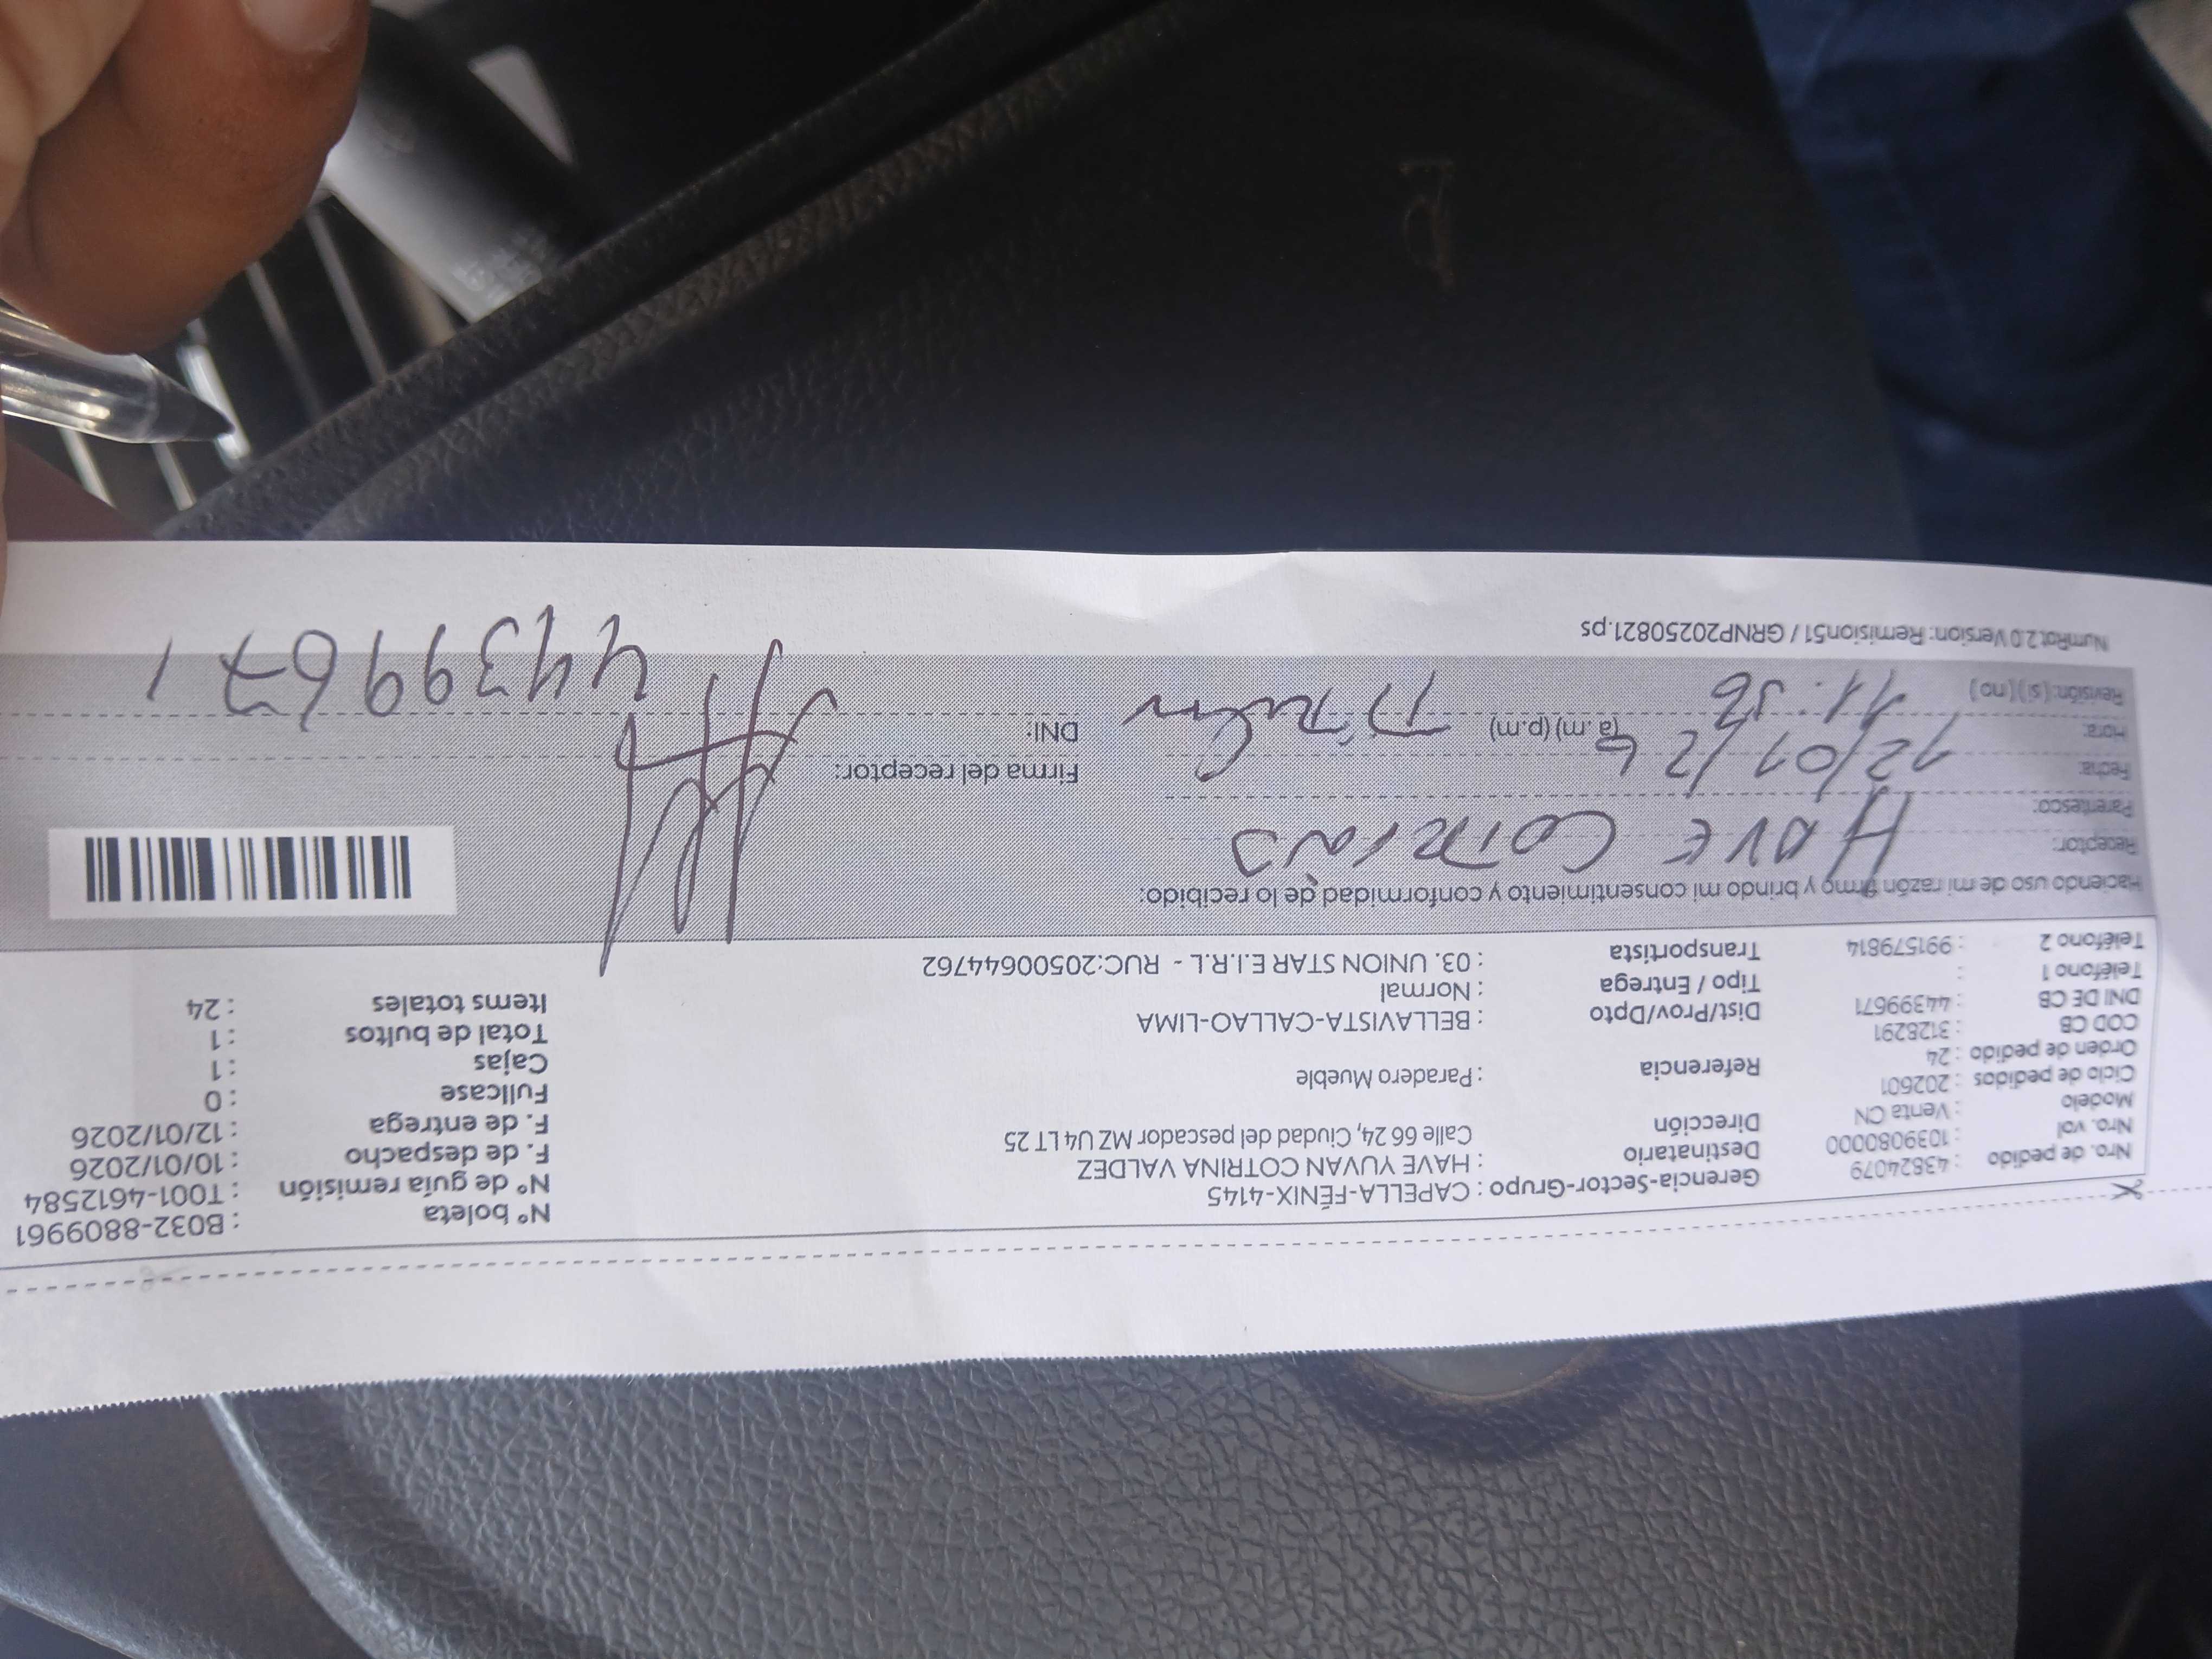 Nro. de pedido : 43824079
Nro. vol : 1039080000
Modelo : Venta CN
Ciclo de pedidos : 202601
Orden de pedido : 24
COD CB : 3128291
DNI DE CB : 44399671
Teléfono 1 :
Teléfono 2 : 991579814
Gerencia-Sector-Grupo : CAPELLA-FÉNIX-4145
Destinatario : HAVE YUVAN COTRINA VALDEZ
Dirección Calle 66 24, Ciudad del pescador MZ U4 LT 25
Referencia : Paradero Mueble
Dist/Prov/Dpto : BELLAVISTA-CALLAO-LIMA
Tipo / Entrega : Normal
Transportista : 03. UNION STAR E.I.R.L - RUC:20500644762
Nº boleta : B032-8809961
Nº de guía remisión : T001-4612584
F. de despacho : 10/01/2026
F. de entrega : 12/01/2026
Fullcase : 0
Cajas : 1
Total de bultos : 1
Items totales : 24
Haciendo uso de mi razón firmo y brindo mi consentimiento y conformidad de lo recibido:
Receptor: HAVE COTRINA
Parentesco:
Fecha: 12/01/26
Hora: 11:56 (a.m) (p.m)
Revisión: (si) (no)
Firma del receptor:
DNI: 44399671
NumRot 2.0 Version: Remision51 / GRNP20250821.ps